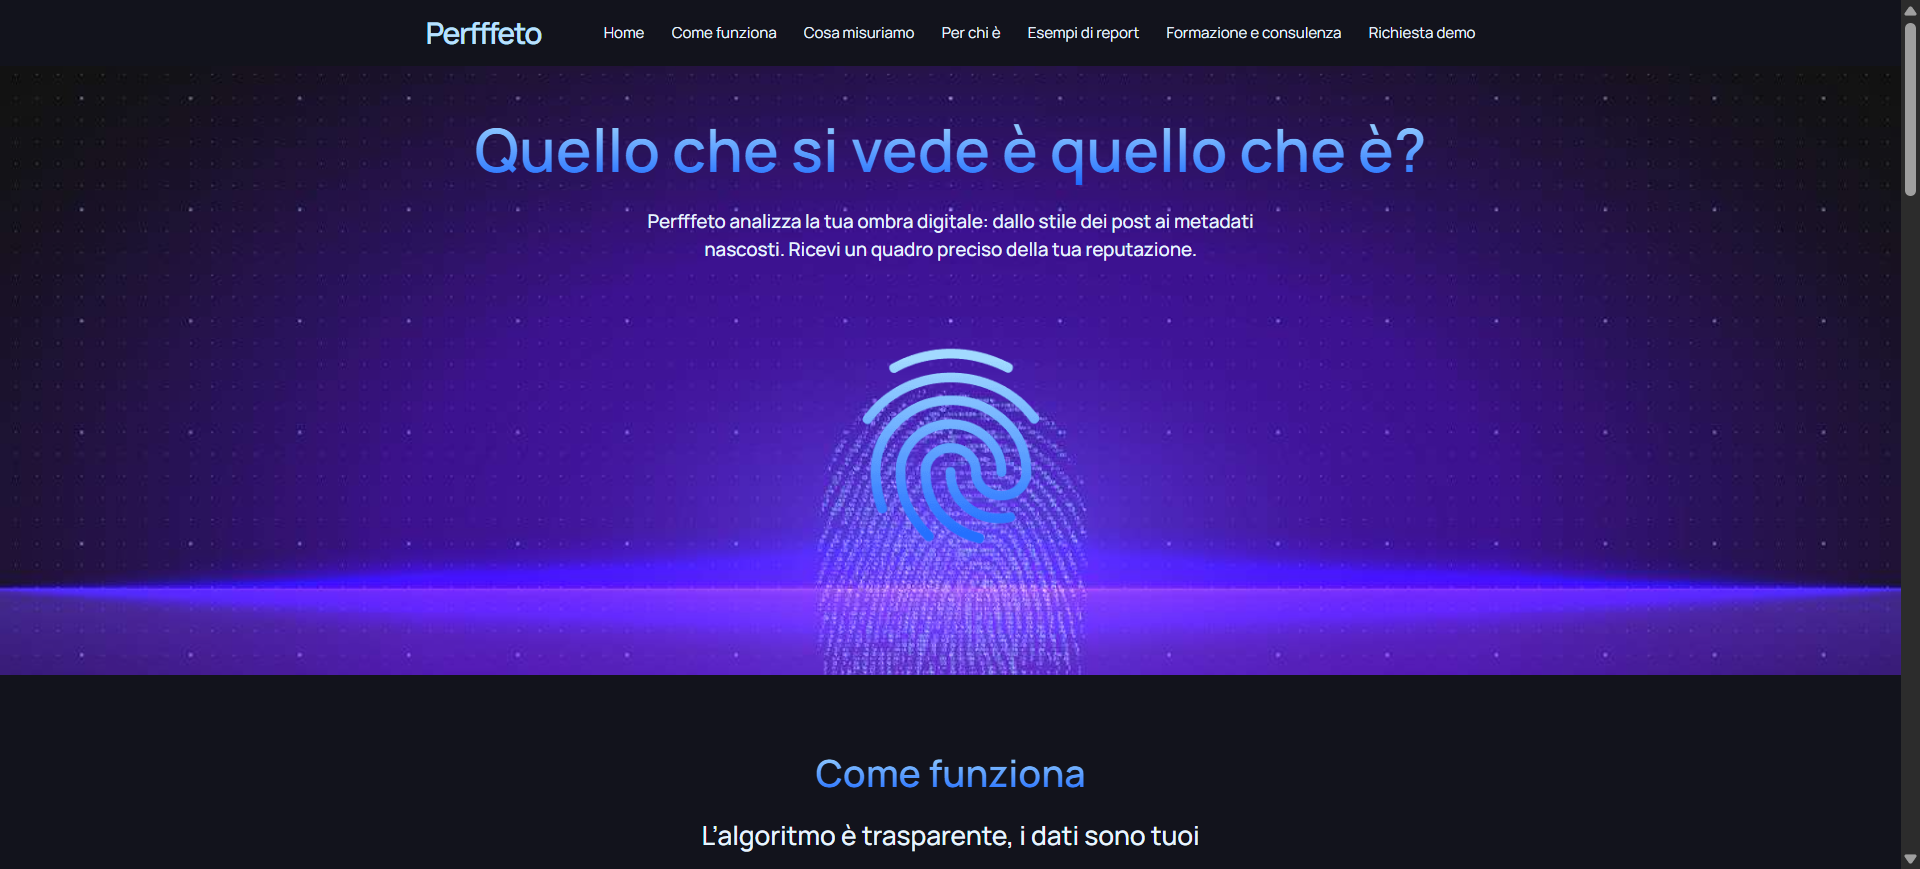 Perfffeto
Home Come funziona Cosa misuriamo Per chi è Esempi di report Formazione e consulenza Richiesta demo
Quello che si vede è quello che è?
Perfffeto analizza la tua ombra digitale: dallo stile dei post ai metadati
nascosti. Ricevi un quadro preciso della tua reputazione.
Come funziona
L’algoritmo è trasparente, i dati sono tuoi